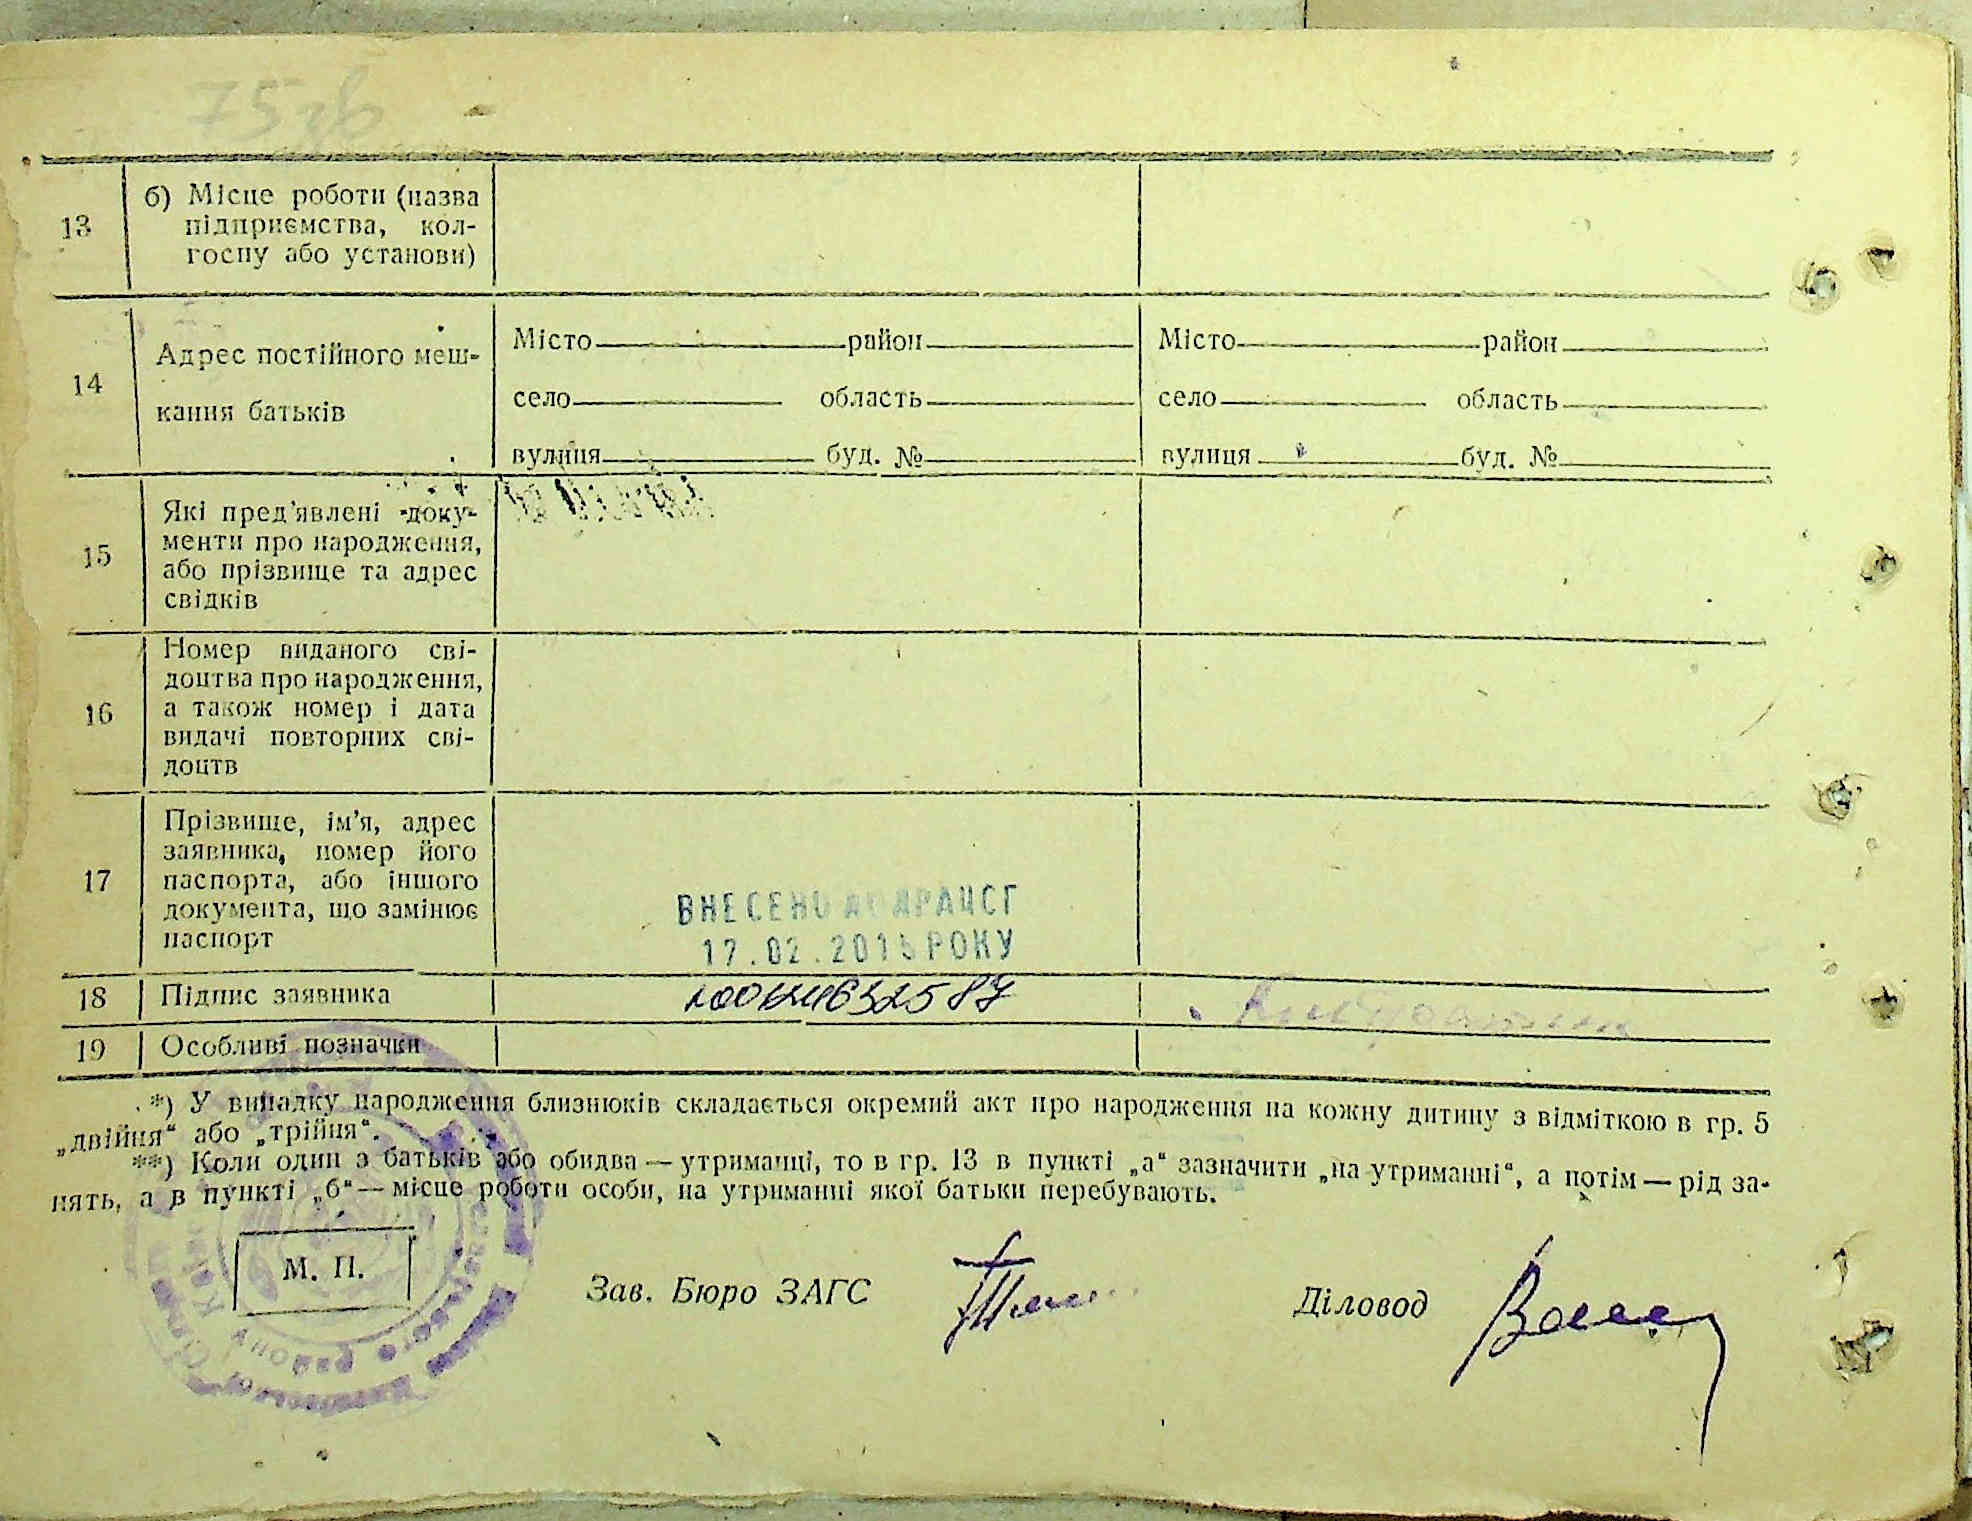 75зв
13
б) Місце роботи (назва
підприємства, кол-
госпу або установи)
14
Адрес постійного меш-
кання батьків
Місто район
село область
вулиця буд. №
Місто район
село область
вулиця буд. №
15
Які пред'явлені доку-
менти про народження,
або прізвище та адрес
свідків
16
Номер виданого сві-
доцтва про народження,
а також номер і дата
видачі повторних сві-
доцтв
17
Прізвище, ім'я, адрес
заявника, номер його
паспорта, або іншого
документа, що замінює
паспорт
ВНЕСЕНО ДО ДРАЦСГ
17.02.2015 РОКУ
18
Підпис заявника
19
Особливі позначки
*) У випадку народження близнюків складається окремий акт про народження на кожну дитину з відміткою в гр. 5
„двійня“ або „трійня“.
**) Коли один з батьків або обидва — утриманці, то в гр. 13 в пункті „а“ зазначити „на утриманні“, а потім — рід за-
нять, а в пункті „б“ — місце роботи особи, на утриманні якої батьки перебувають.
М. П.
Зав. Бюро ЗАГС
Діловод